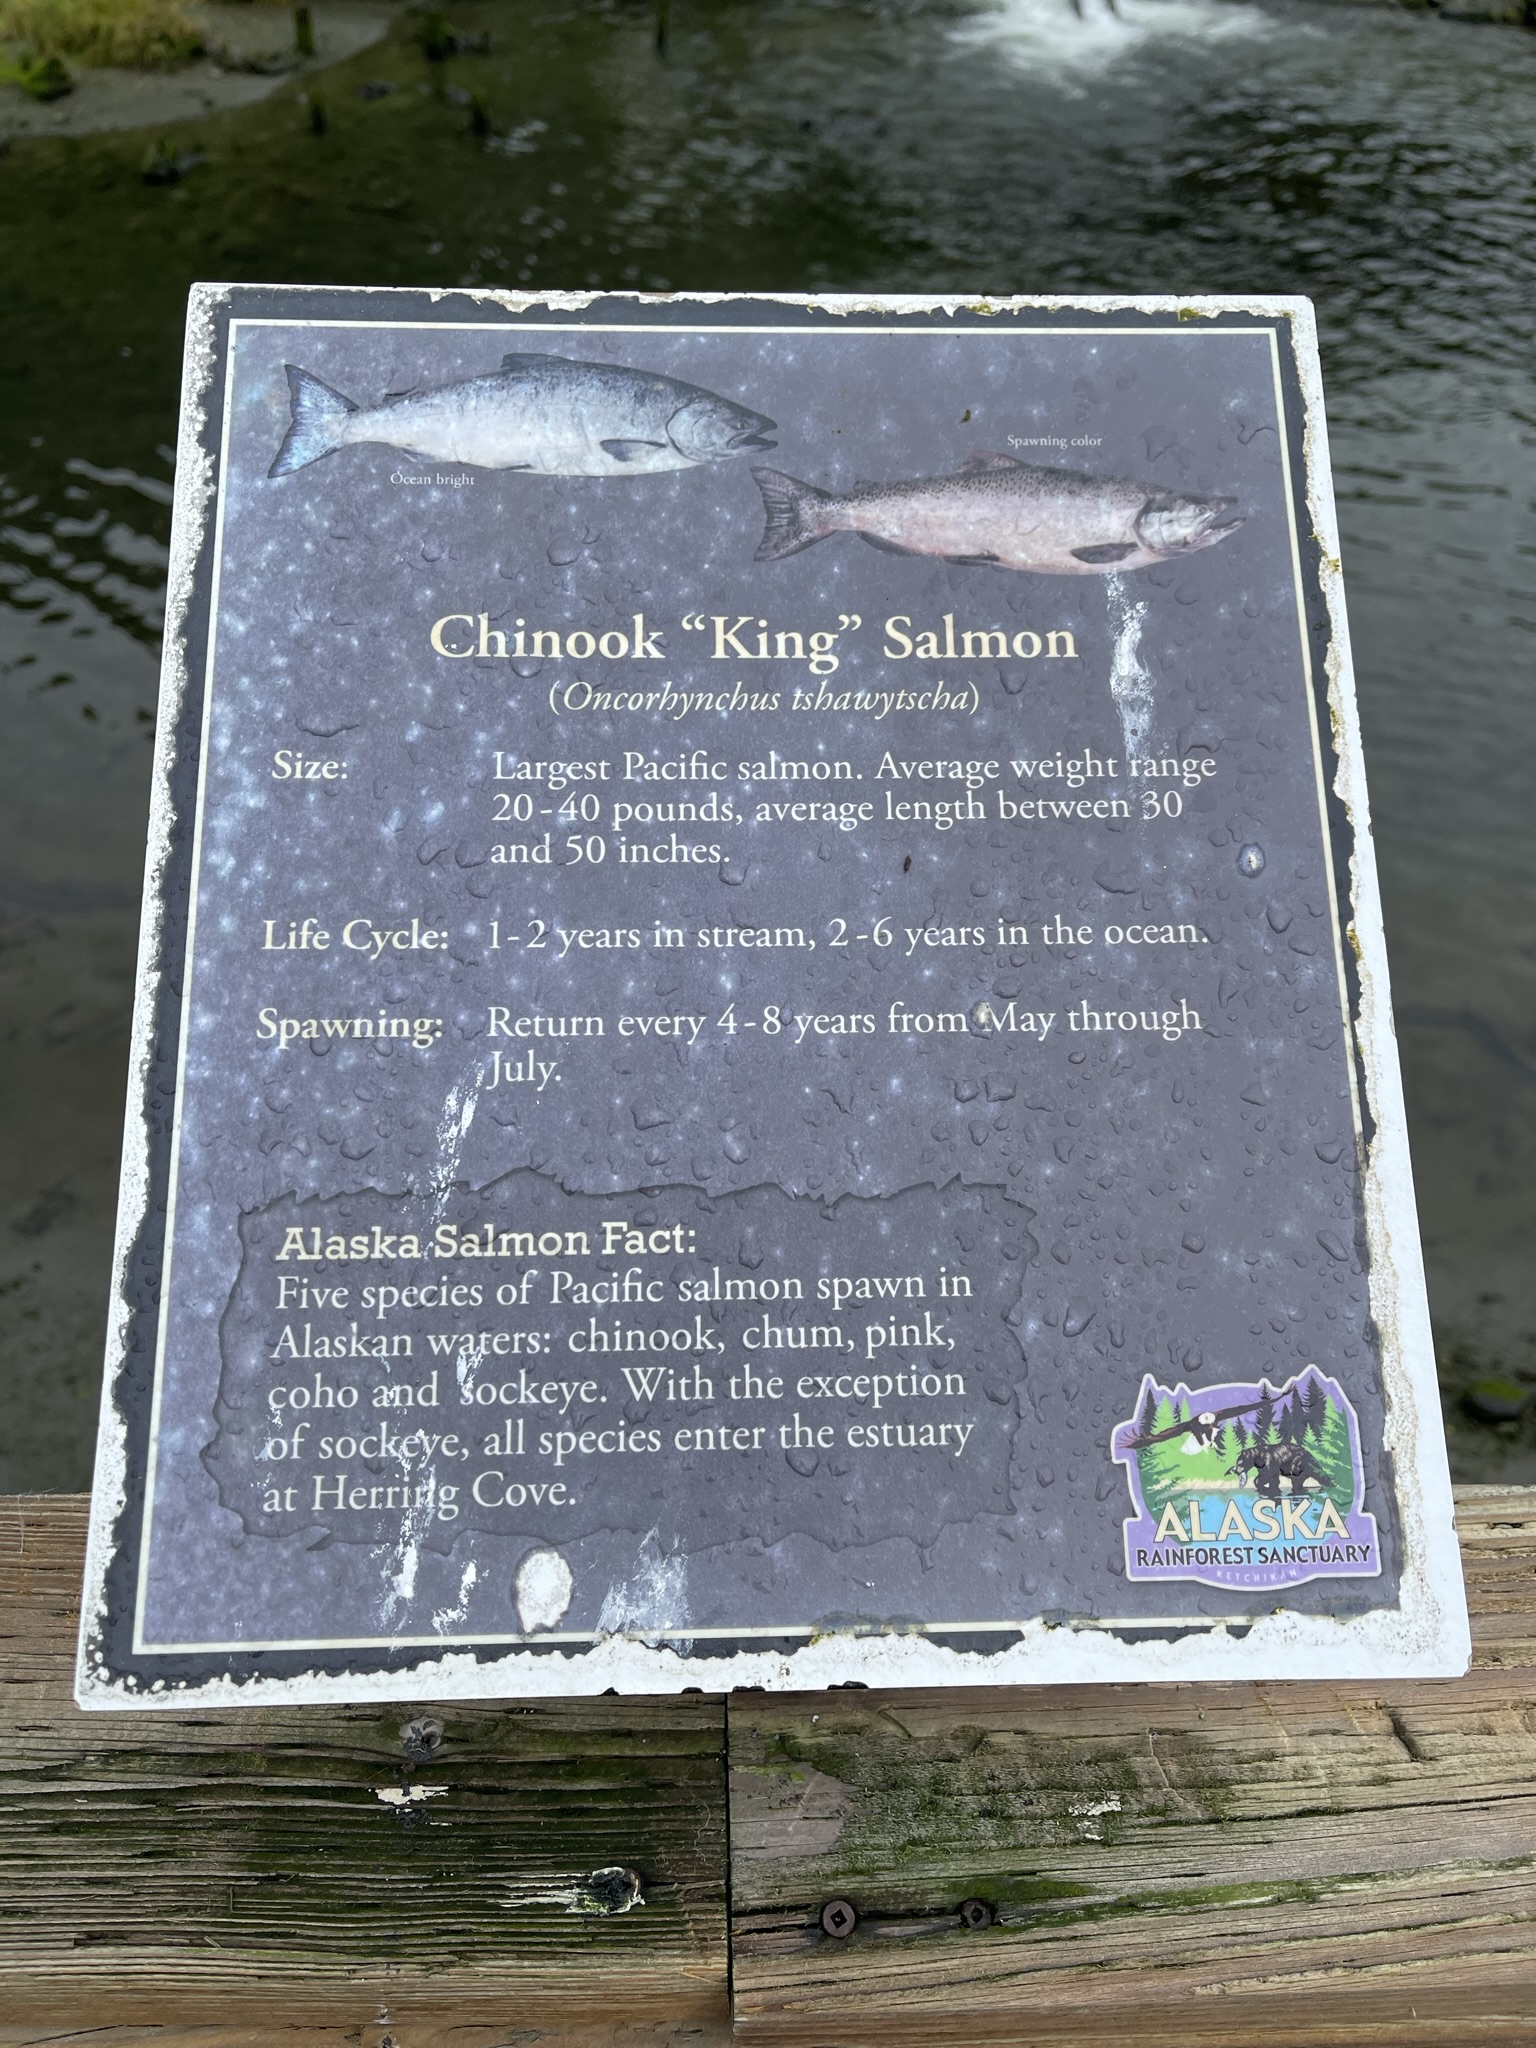 Ocean bright
Spawning color
Chinook “King” Salmon
(Oncorhynchus tshawytscha)
Size: Largest Pacific salmon. Average weight range
20-40 pounds, average length between 30
and 50 inches.
Life Cycle: 1-2 years in stream, 2-6 years in the ocean.
Spawning: Return every 4-8 years from May through
July.
Alaska Salmon Fact:
Five species of Pacific salmon spawn in
Alaskan waters: chinook, chum, pink,
coho and sockeye. With the exception
of sockeye, all species enter the estuary
at Herring Cove.
ALASKA
RAINFOREST SANCTUARY
KETCHIKAN